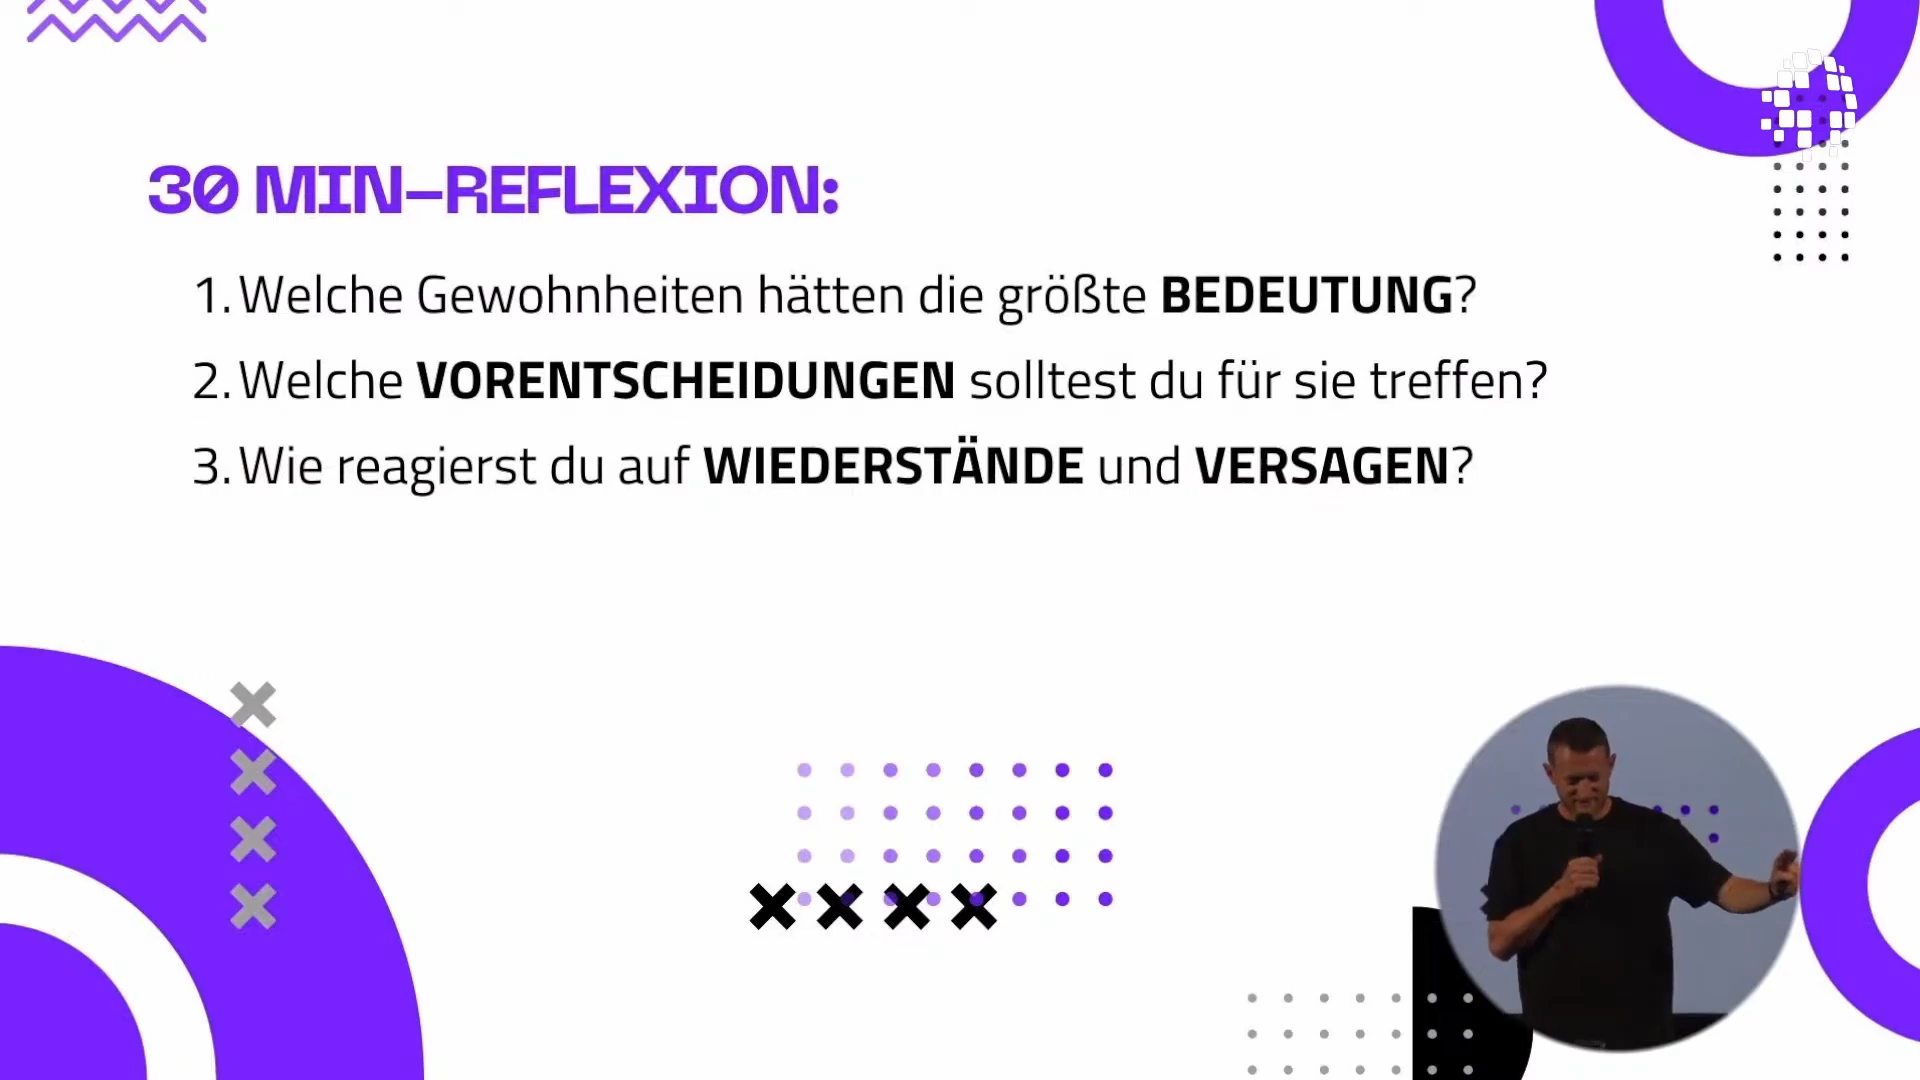 30 MIN-REFLEXION:
1. Welche Gewohnheiten hätten die größte BEDEUTUNG?
2. Welche VORENTSCHEIDUNGEN solltest du für sie treffen?
3. Wie reagierst du auf WIEDERSTÄNDE und VERSAGEN?